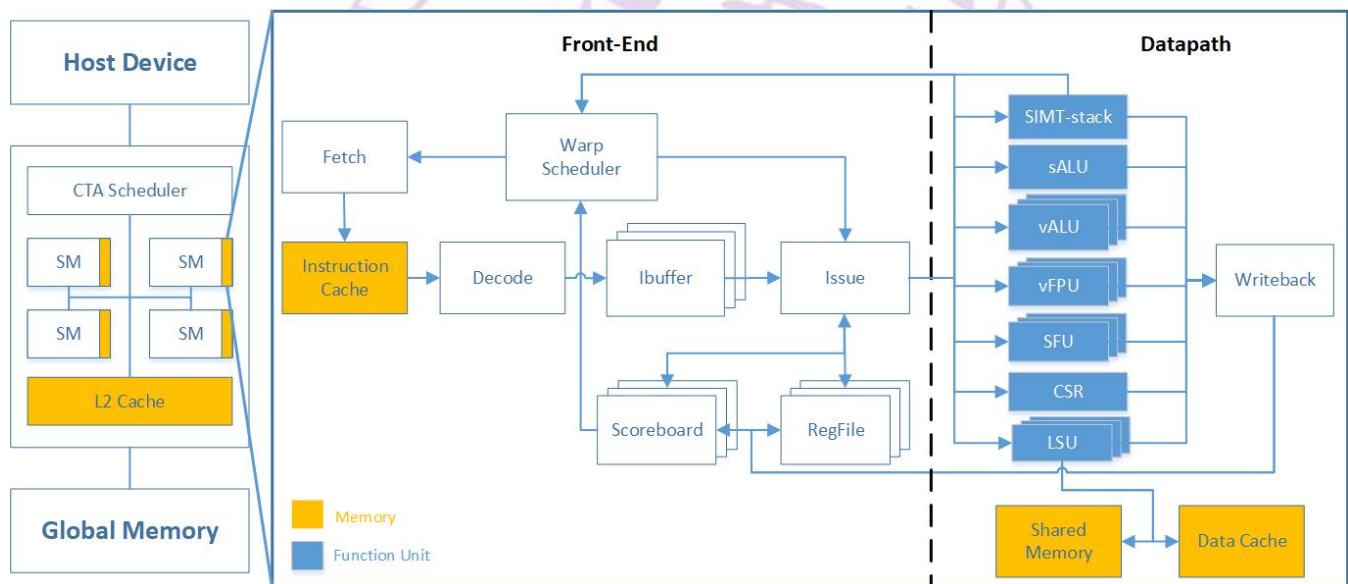 Host Device
CTA Scheduler
SM
SM
SM
SM
L2 Cache
Global Memory
Front-End
Datapath
Fetch
Warp
Scheduler
Instruction
Cache
Decode
Ibuffer
Issue
Scoreboard
RegFile
Memory
Function Unit
SIMT-stack
sALU
vALU
vFPU
SFU
CSR
LSU
Writeback
Shared
Memory
Data Cache